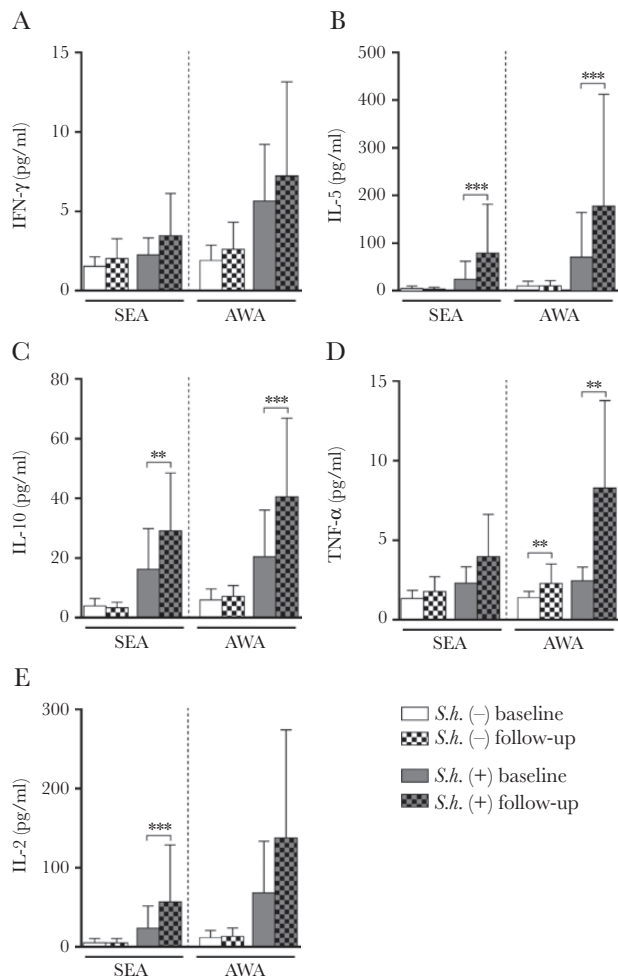 A
B
15
10
5
0
IFN-γ (pg/ml)
SEA
AWA
500
400
300
200
100
0
IL-5 (pg/ml)
***
***
SEA
AWA
C
D
80
60
40
20
0
IL-10 (pg/ml)
**
***
SEA
AWA
15
10
5
0
TNF-α (pg/ml)
**
**
SEA
AWA
E
300
200
100
0
IL-2 (pg/ml)
***
SEA
AWA
S.h. (–) baseline
S.h. (–) follow-up
S.h. (+) baseline
S.h. (+) follow-up